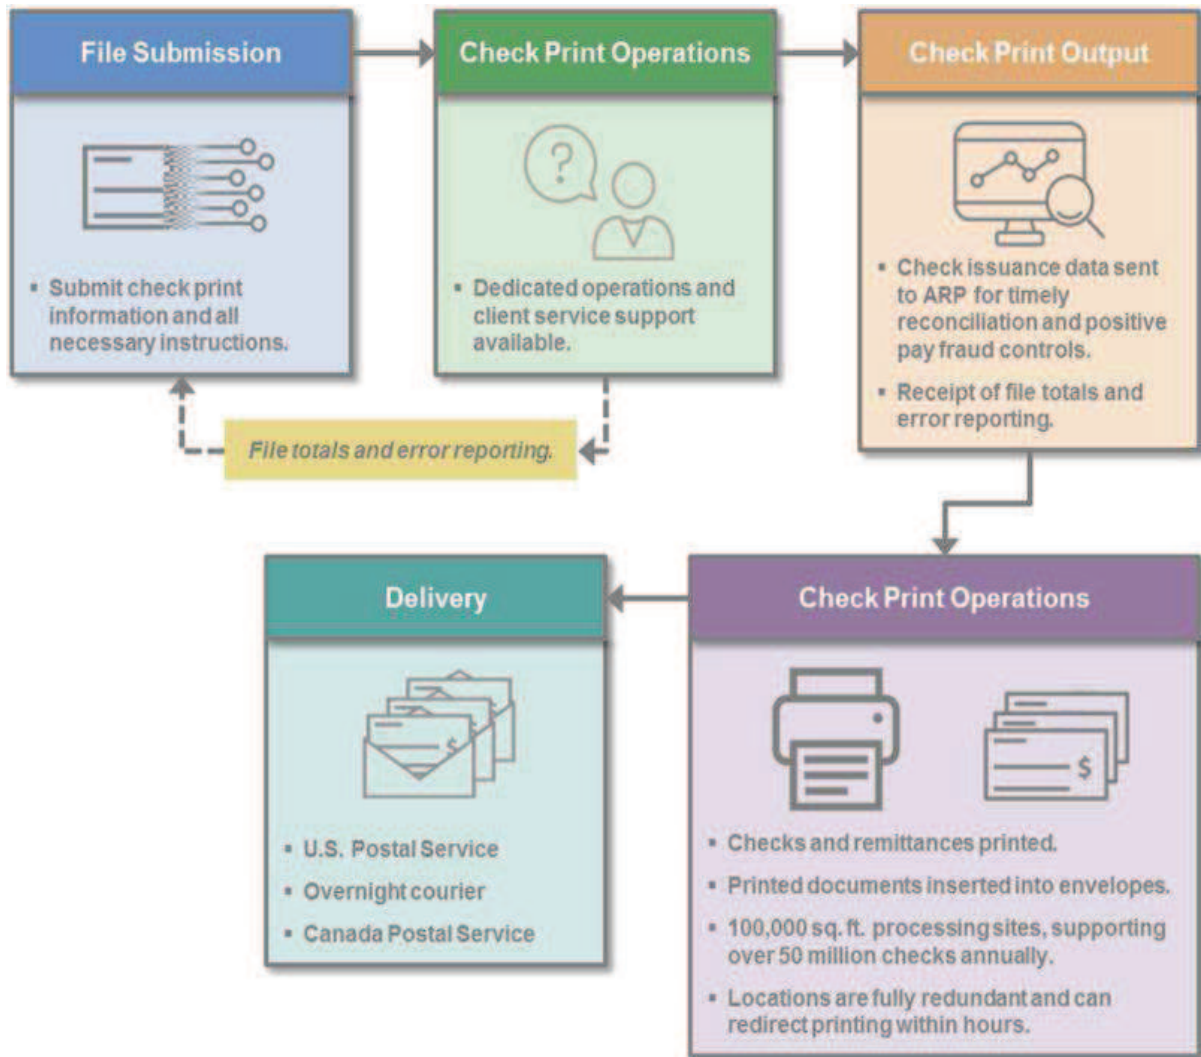 File Submission
Check Print Operations
Check Print Output
?
▪ Submit check print
information and all
necessary instructions.
▪ Dedicated operations and
client service support
available.
▪ Check issuance data sent
to ARP for timely
reconciliation and positive
pay fraud controls.
▪ Receipt of file totals and
error reporting.
File totals and error reporting.
Delivery
$
▪ U.S. Postal Service
▪ Overnight courier
▪ Canada Postal Service
Check Print Operations
$
▪ Checks and remittances printed.
▪ Printed documents inserted into envelopes.
▪ 100,000 sq. ft. processing sites, supporting
over 50 million checks annually.
▪ Locations are fully redundant and can
redirect printing within hours.